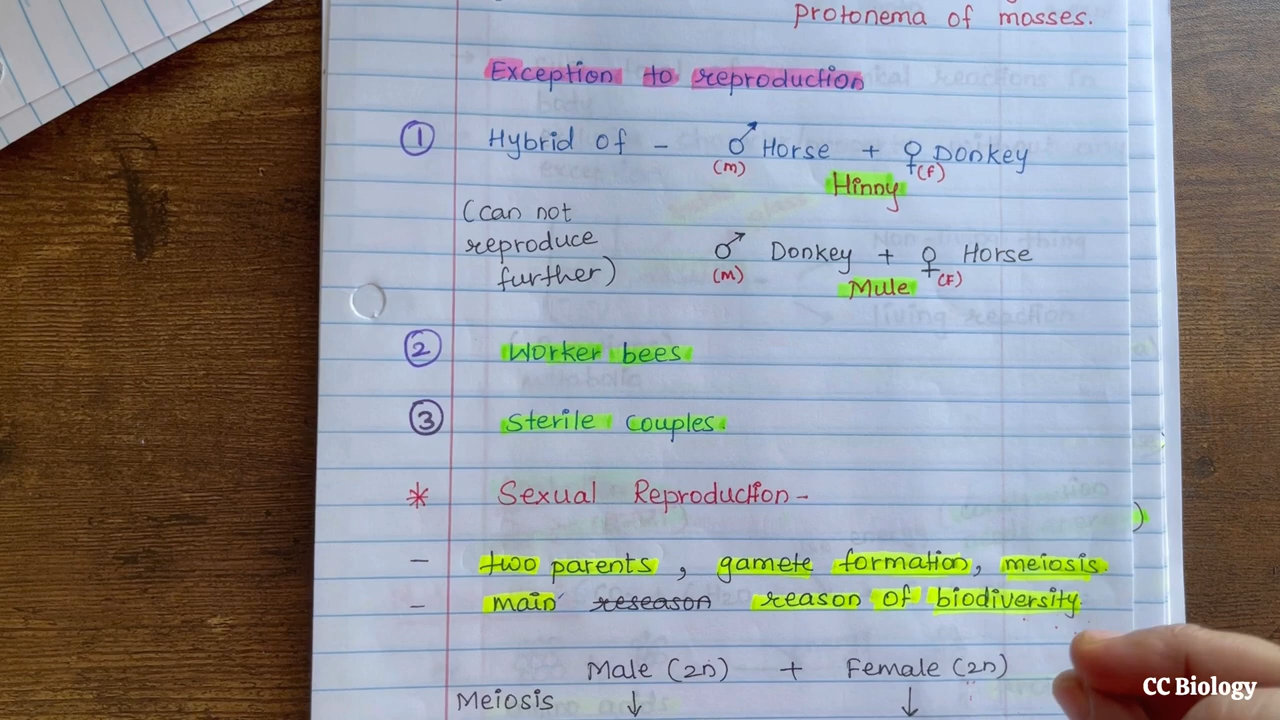 protonema of mosses.
Exception to reproduction
① Hybrid of - ♂ Horse + ♀ Donkey
(M) (F)
Hinny
(can not
reproduce
further)
♂ Donkey + ♀ Horse
(M) (F)
Mule
② Worker bees
③ Sterile couples
* Sexual Reproduction -
- two parents, gamete formation, meiosis.
- main reseason reason of biodiversity
Male (2n) + Female (2n)
Meiosis ↓ ↓
CC Biology